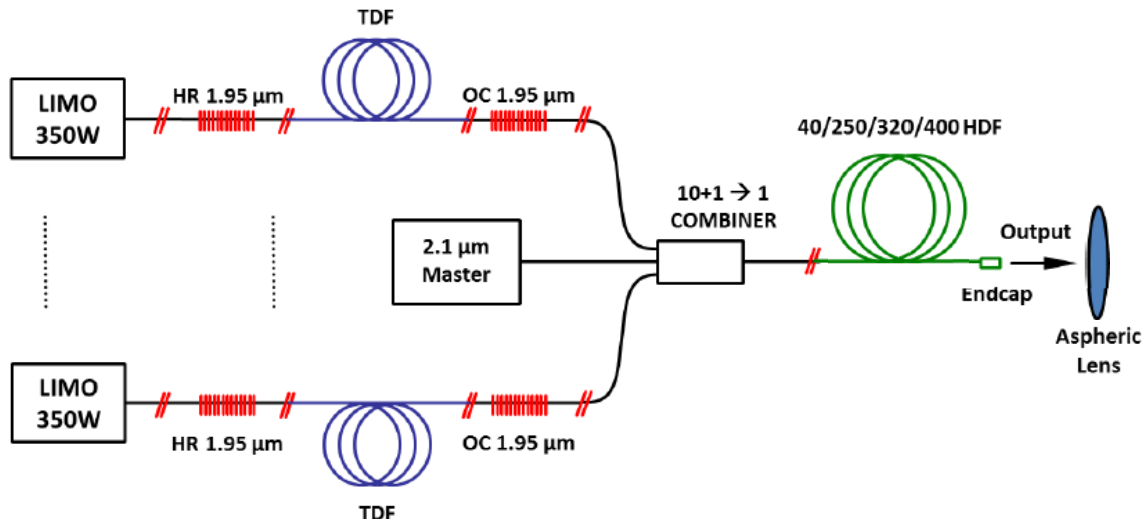 TDF
LIMO
350W
HR 1.95 µm
OC 1.95 µm
40/250/320/400 HDF
10+1 → 1
COMBINER
2.1 µm
Master
Output
Endcap
Aspheric
Lens
LIMO
350W
HR 1.95 µm
OC 1.95 µm
TDF